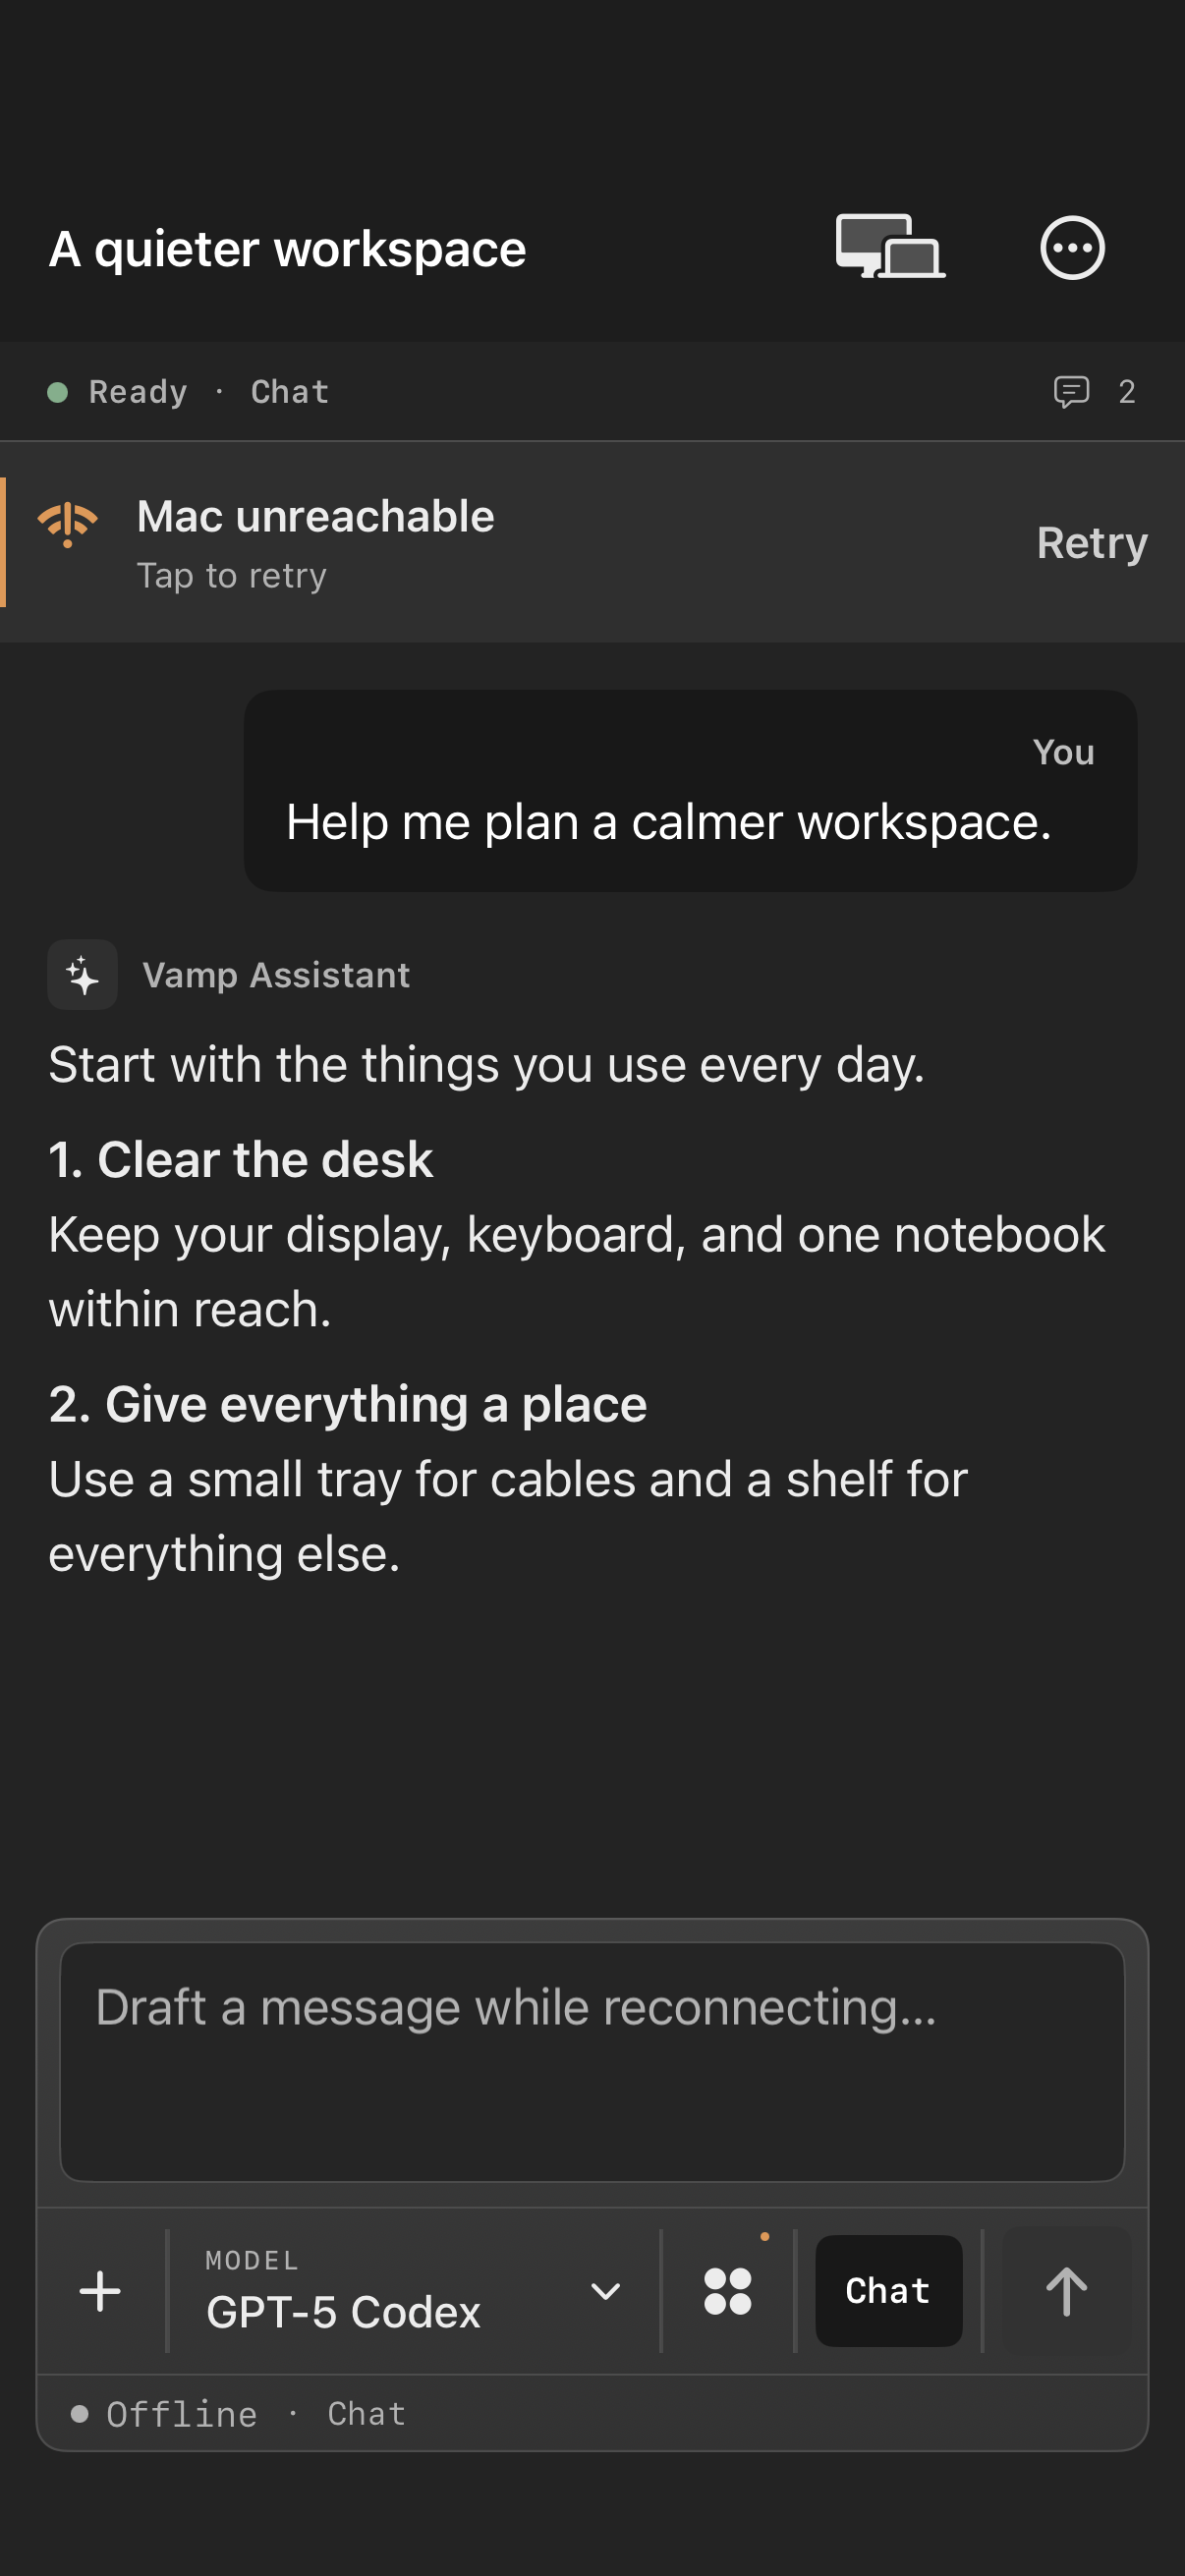 A quieter workspace
Ready · Chat
2
Mac unreachable
Tap to retry
Retry
You
Help me plan a calmer workspace.
Vamp Assistant
Start with the things you use every day.
1. Clear the desk
Keep your display, keyboard, and one notebook
within reach.
2. Give everything a place
Use a small tray for cables and a shelf for
everything else.
Draft a message while reconnecting...
MODEL
GPT-5 Codex
Chat
Offline · Chat